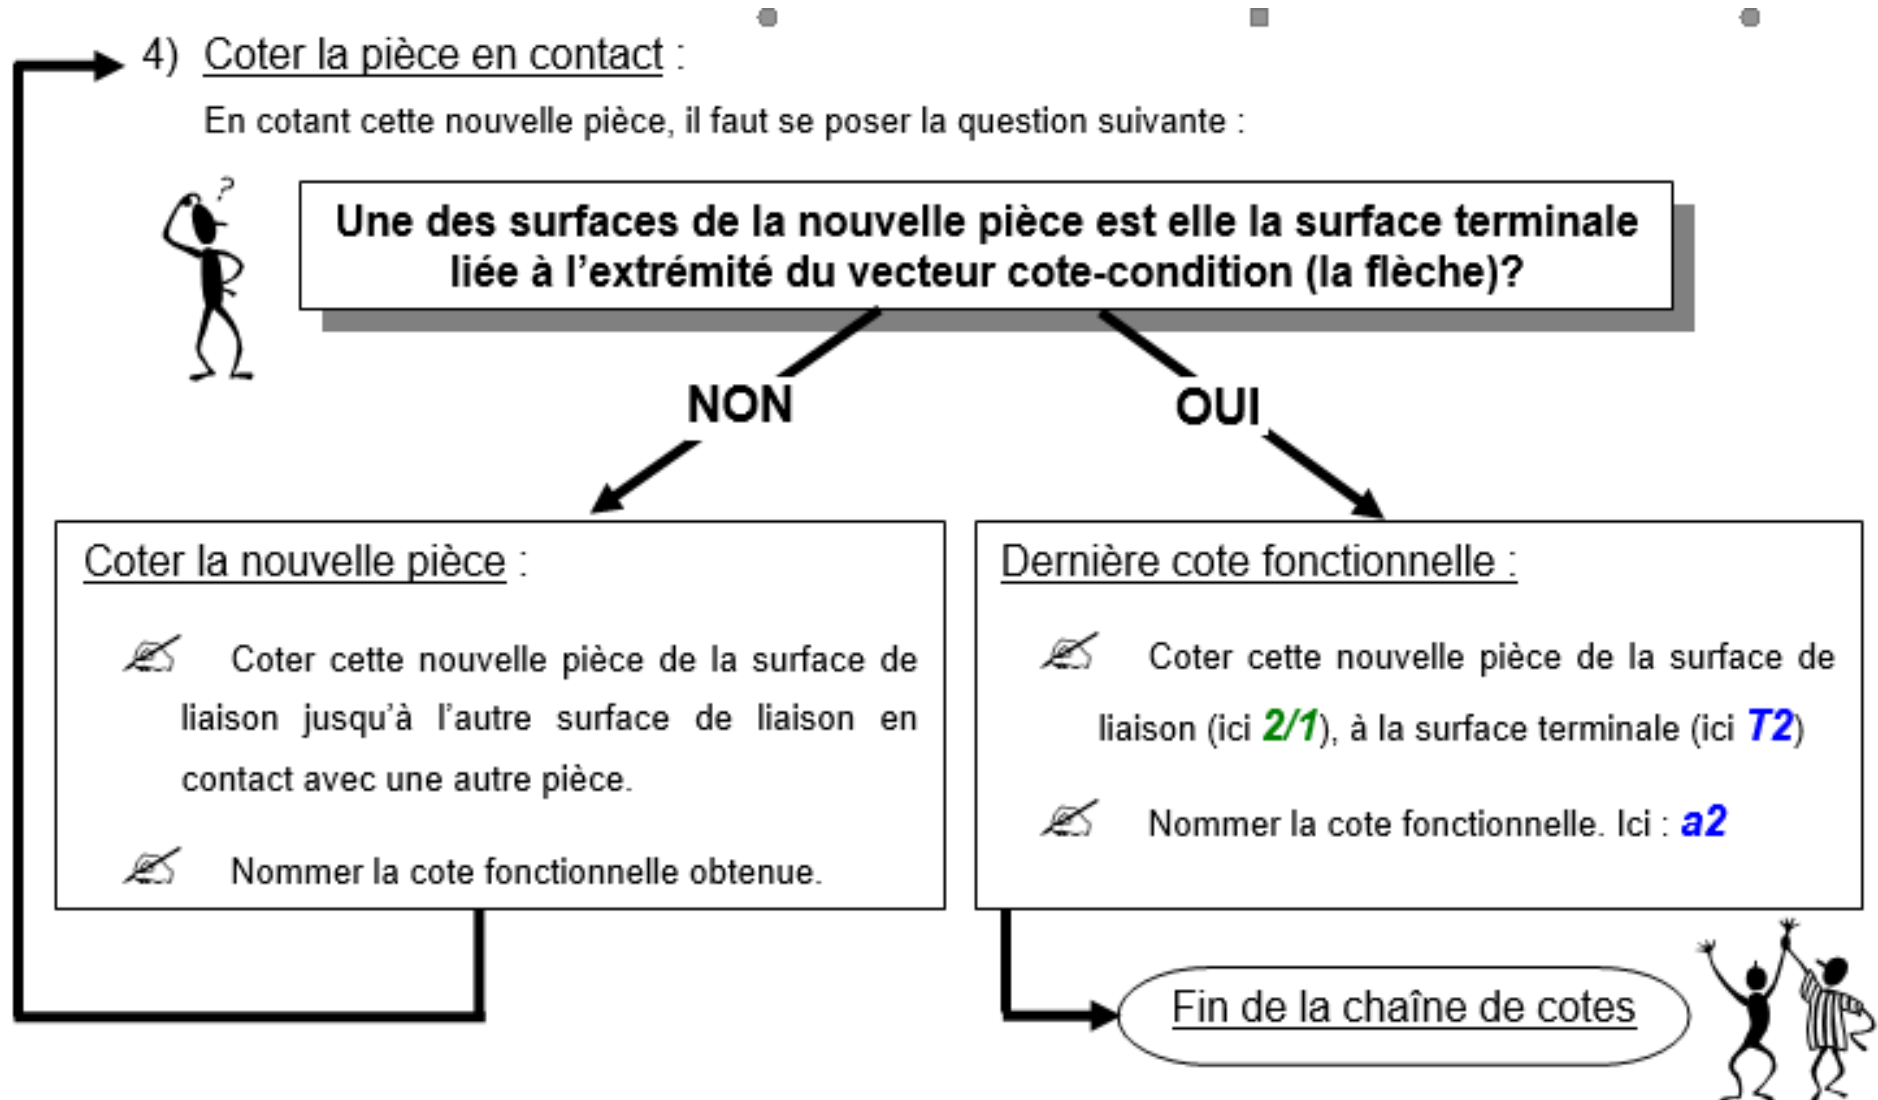 4) Coter la pièce en contact :
En cotant cette nouvelle pièce, il faut se poser la question suivante :
?
Une des surfaces de la nouvelle pièce est elle la surface terminale
liée à l'extrémité du vecteur cote-condition (la flèche)?
NON
OUI
Coter la nouvelle pièce :
Coter cette nouvelle pièce de la surface de
liaison jusqu'à l'autre surface de liaison en
contact avec une autre pièce.
Nommer la cote fonctionnelle obtenue.
Dernière cote fonctionnelle :
Coter cette nouvelle pièce de la surface de
liaison (ici 2/1), à la surface terminale (ici T2)
Nommer la cote fonctionnelle. Ici : a2
Fin de la chaîne de cotes